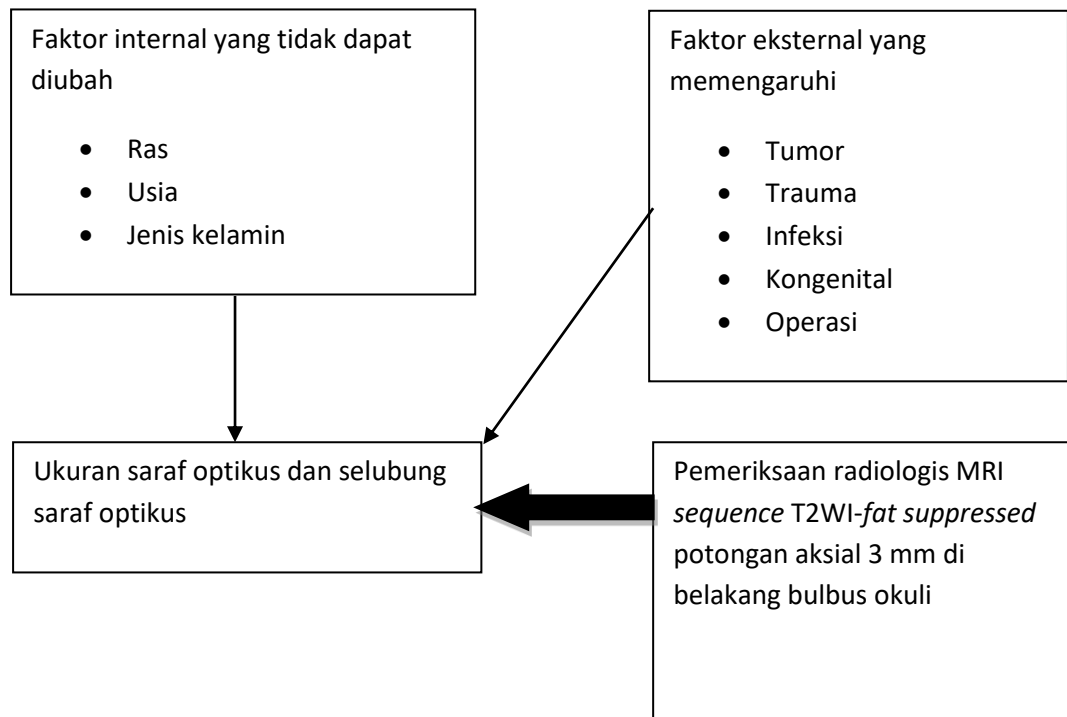 Faktor internal yang tidak dapat
diubah
• Ras
• Usia
• Jenis kelamin
Faktor eksternal yang
memengaruhi
• Tumor
• Trauma
• Infeksi
• Kongenital
• Operasi
Ukuran saraf optikus dan selubung
saraf optikus
Pemeriksaan radiologis MRI
sequence T2WI-fat suppressed
potongan aksial 3 mm di
belakang bulbus okuli